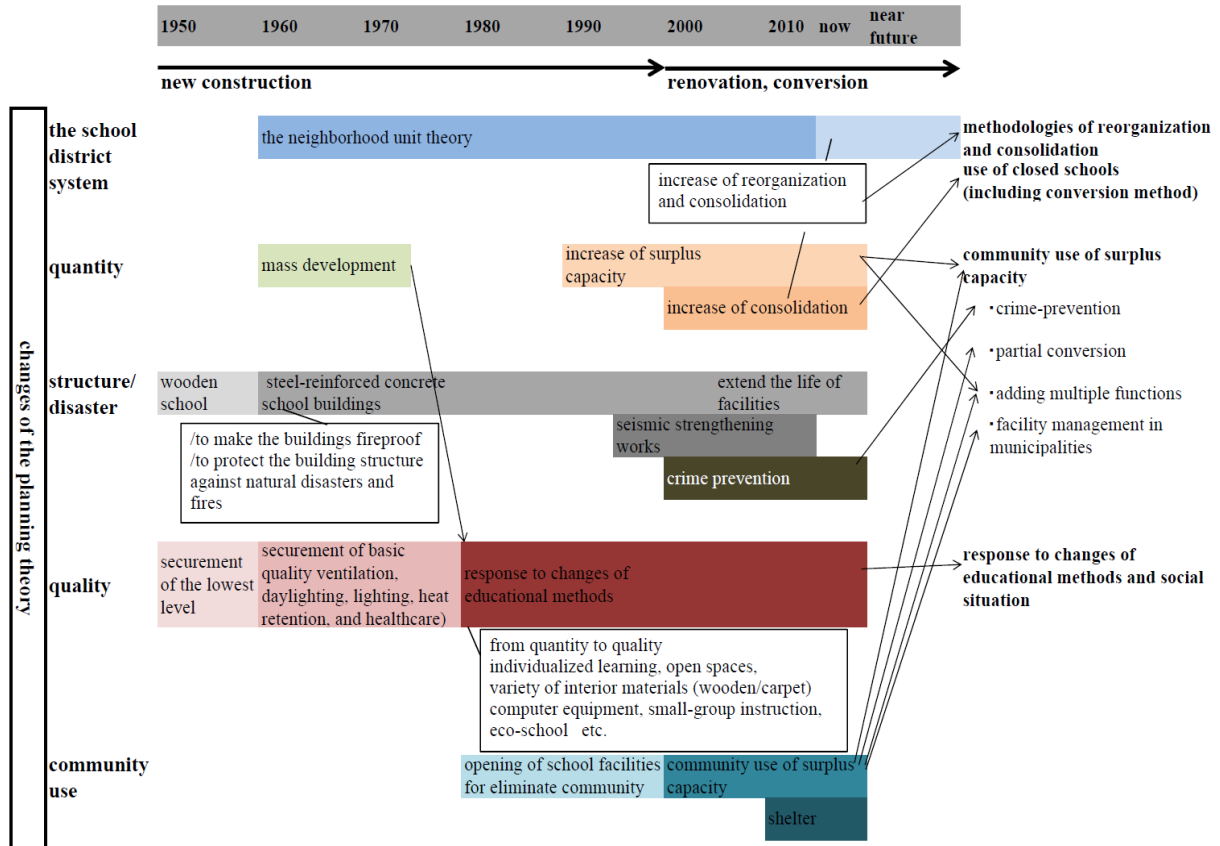 1950 1960 1970 1980 1990 2000 2010 now near
future
new construction
renovation, conversion
changes of the planning theory
the school
district
system
the neighborhood unit theory
increase of reorganization
and consolidation
methodologies of reorganization
and consolidation
use of closed schools
(including conversion method)
quantity
mass development
increase of surplus
capacity
increase of consolidation
community use of surplus
capacity
・crime-prevention
・partial conversion
・adding multiple functions
・facility management in
municipalities
structure/
disaster
wooden
school
steel-reinforced concrete
school buildings
extend the life of
facilities
/to make the buildings fireproof
/to protect the building structure
against natural disasters and
fires
seismic strengthening
works
crime prevention
quality
securement
of the lowest
level
securement of basic
quality ventilation,
daylighting, lighting, heat
retention, and healthcare)
response to changes of
educational methods
response to changes of
educational methods and social
situation
from quantity to quality
individualized learning, open spaces,
variety of interior materials (wooden/carpet)
computer equipment, small-group instruction,
eco-school etc.
community
use
opening of school facilities
for eliminate community
community use of surplus
capacity
shelter